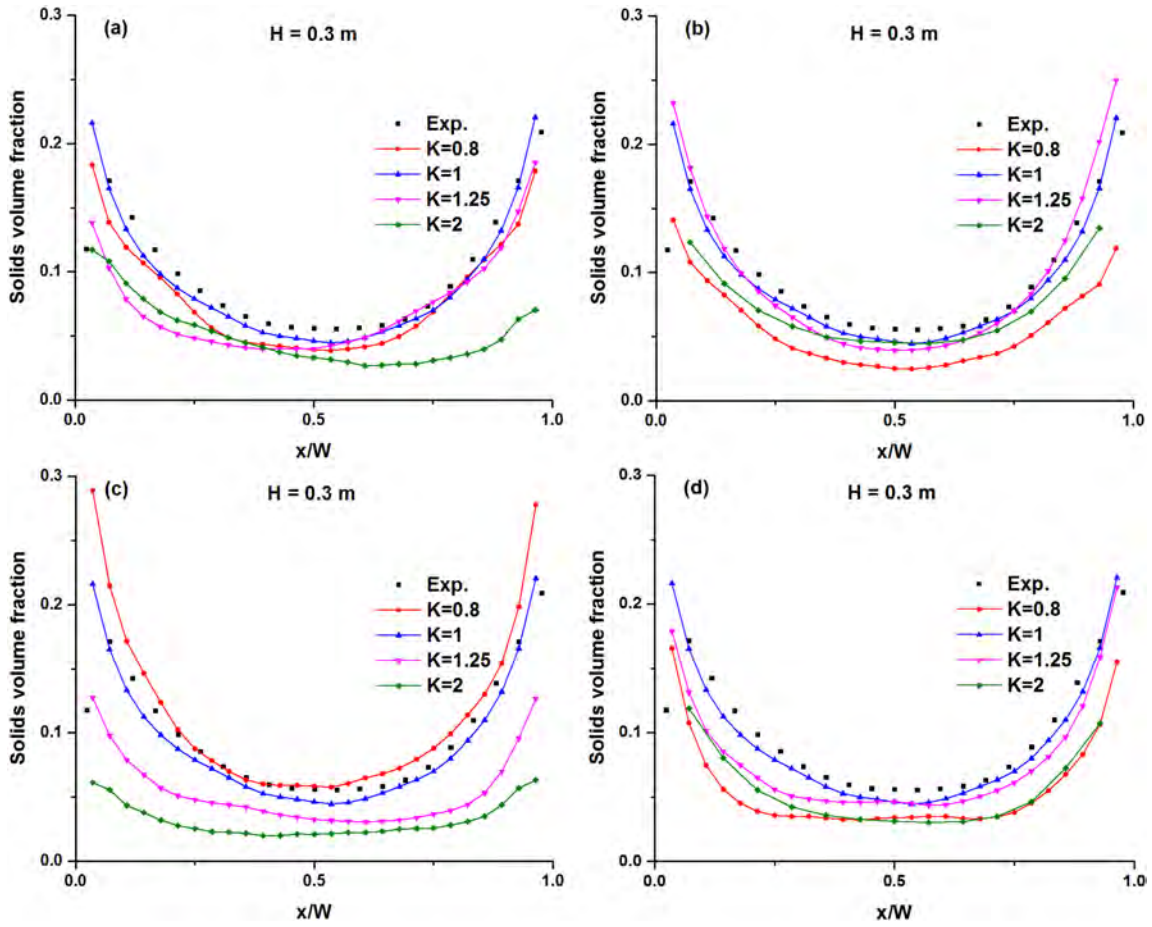 (a)
H = 0.3 m
0.3
0.2
0.1
0.0
Solids volume fraction
Exp.
K=0.8
K=1
K=1.25
K=2
0.0
0.5
1.0
x/W
(b)
H = 0.3 m
0.3
0.2
0.1
0.0
Solids volume fraction
Exp.
K=0.8
K=1
K=1.25
K=2
0.0
0.5
1.0
x/W
(c)
H = 0.3 m
0.3
0.2
0.1
0.0
Solids volume fraction
Exp.
K=0.8
K=1
K=1.25
K=2
0.0
0.5
1.0
x/W
(d)
H = 0.3 m
0.3
0.2
0.1
0.0
Solids volume fraction
Exp.
K=0.8
K=1
K=1.25
K=2
0.0
0.5
1.0
x/W